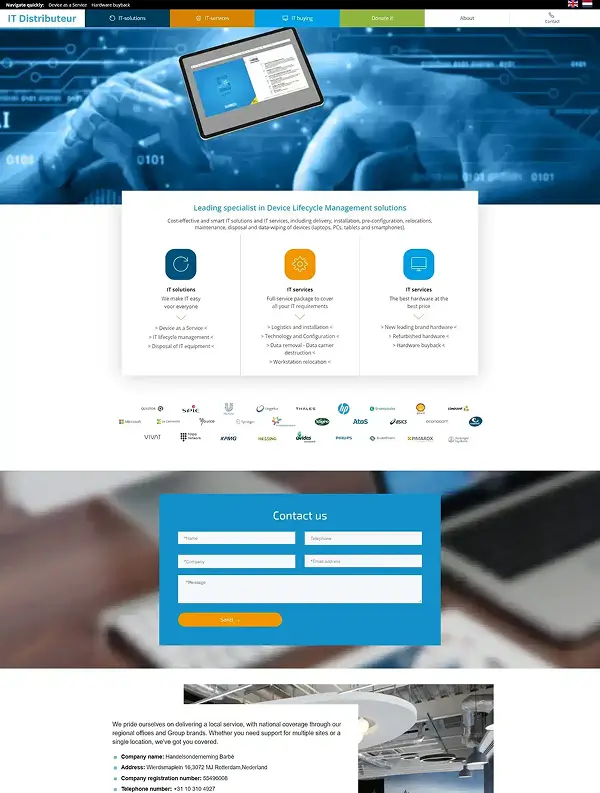 Navigate quickly: Device as a Service Hardware buyback
IT Distributeur
IT-solutions
IT-services
IT buying
Donate it
About
Contact
Leading specialist in Device Lifecycle Management solutions
Cost-effective and smart IT solutions and IT services, including delivery, installation, pre-configuration, relocations,
maintenance, disposal and data-wiping of devices (laptops, PCs, tablets and smartphones).
IT solutions
We make IT easy
voor everyone
> Device as a Service <
> IT lifecycle management <
> Disposal of IT equipment <
IT services
Full-service package to cover
all your IT requirements
> Logistics and installation <
> Technology and Configuration <
> Data removal - Data carrier
destruction <
> Workstation relocation <
IT services
The best hardware at the
best price
> New leading brand hardware <
> Refurbished hardware <
> Hardware buyback <
SPIE
THALES
hp
Microsoft
Atos
asics
econocom
VIVAT
KPMG
HESSING
PHILIPS
Contact us
*Name
Telephone
*Company
*Email address
*Message
Send
We pride ourselves on delivering a local service, with national coverage through our
regional offices and Group brands. Whether you need support for multiple sites or a
single location, we've got you covered.
Company name: Handelsonderneming Barbé
Address: Wierdsmaplein 16,3072 MJ Rotterdam,Nederland
Company registration number: 55496008
Telephone number: +31 10 310 4927